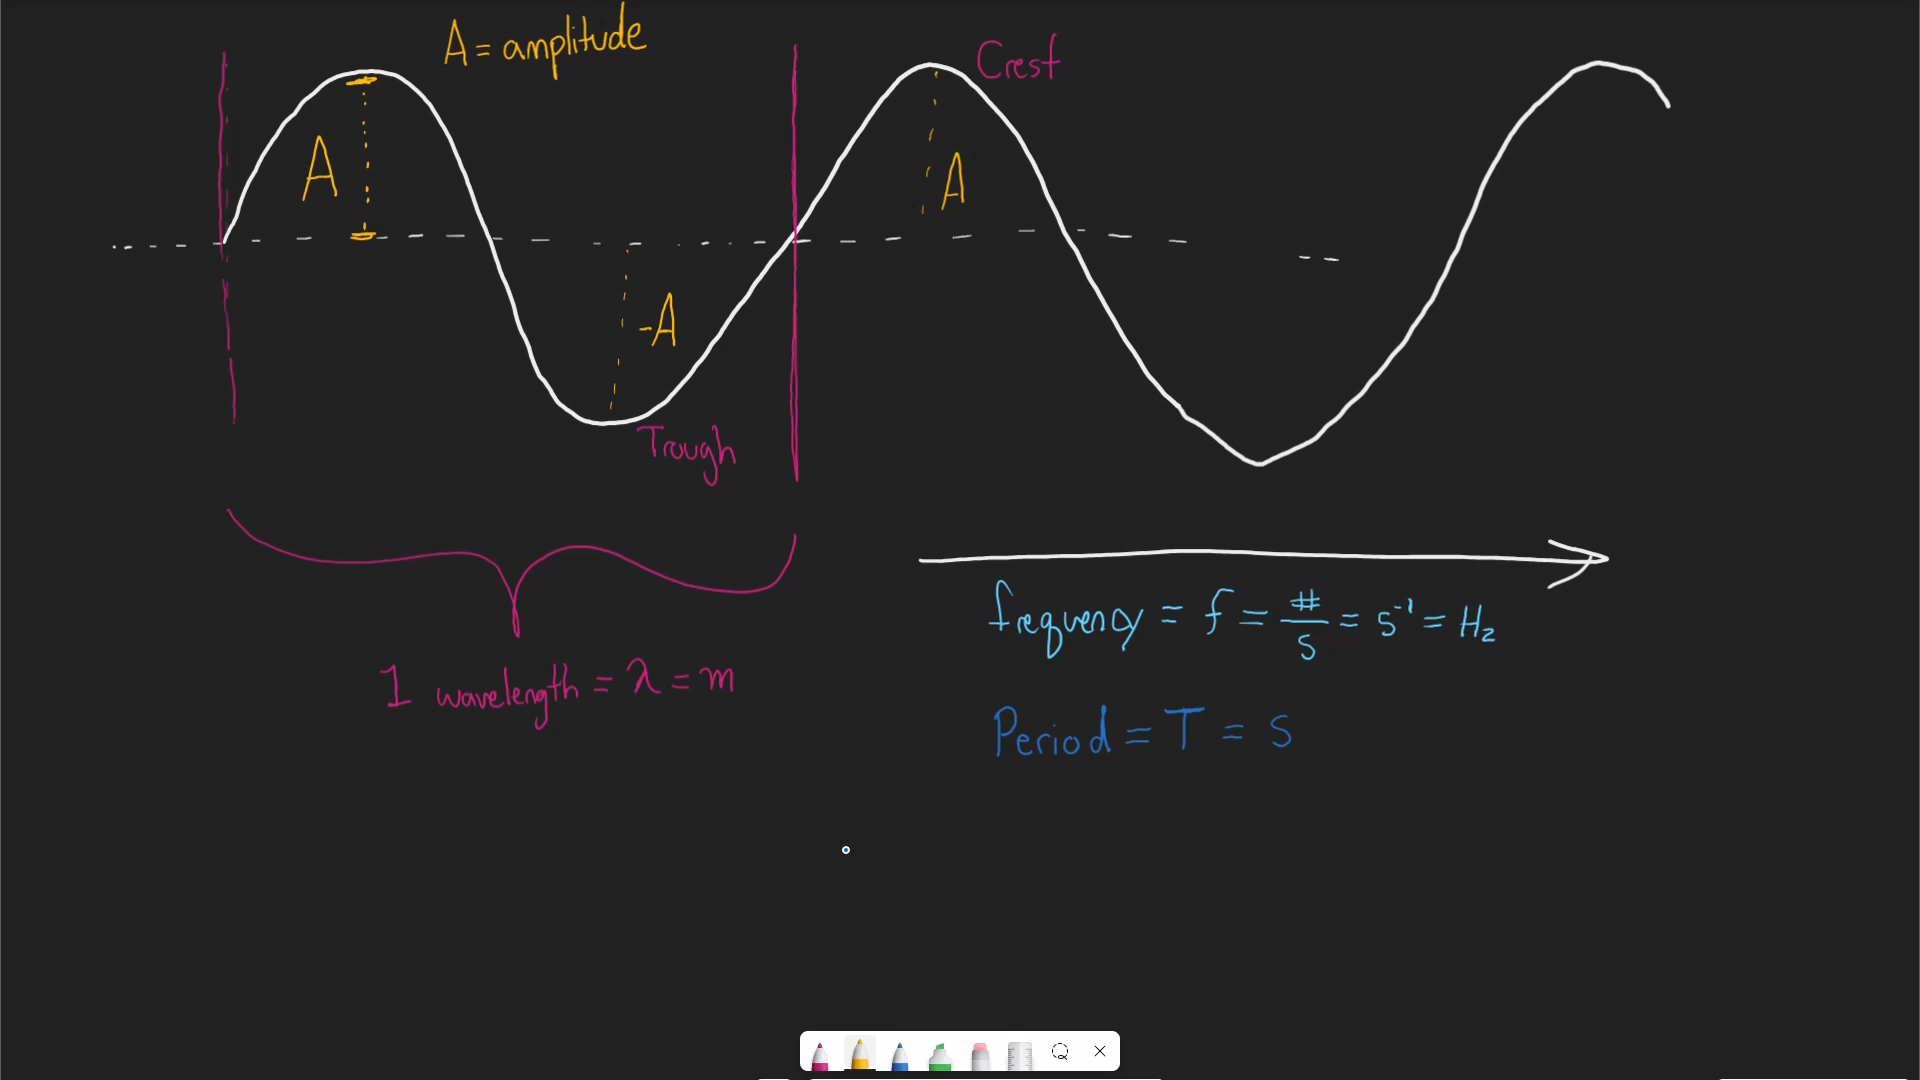 A = amplitude
Crest
A
A
-A
Trough
frequency = f = #/s = s⁻¹ = Hz
1 wavelength = λ = m
Period = T = s